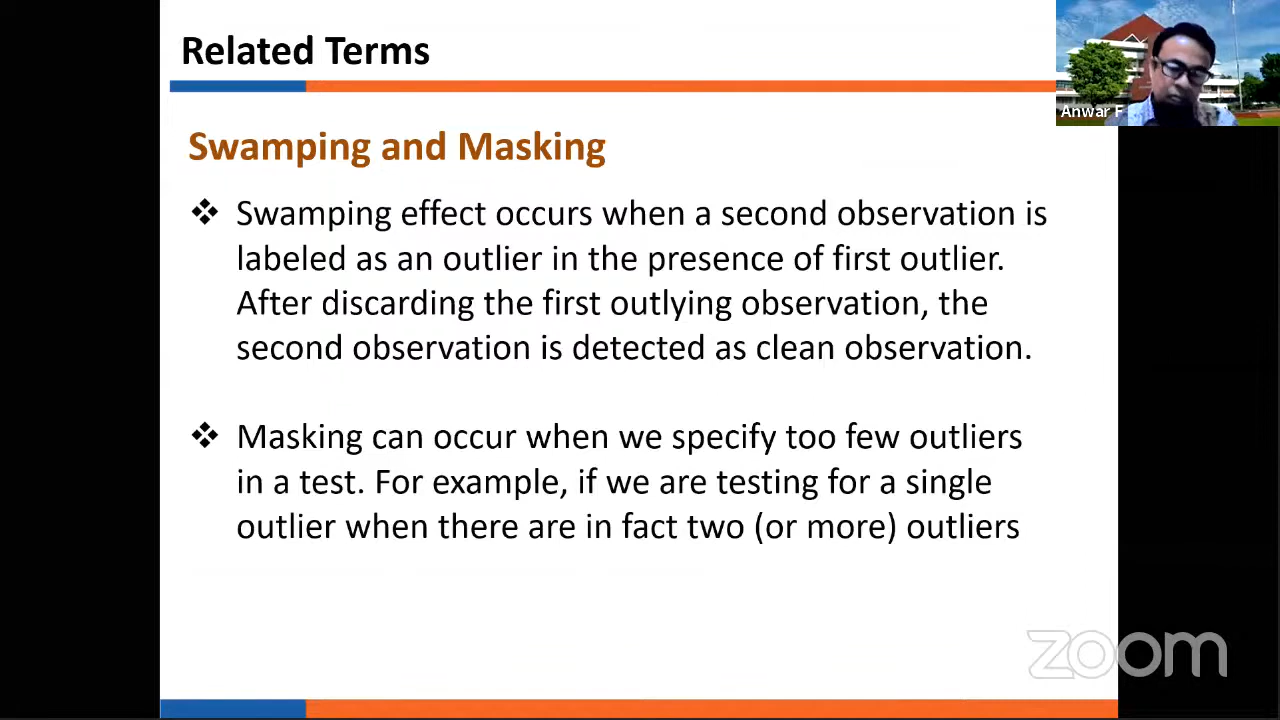 Related Terms
Anwar F
Swamping and Masking
Swamping effect occurs when a second observation is
labeled as an outlier in the presence of first outlier.
After discarding the first outlying observation, the
second observation is detected as clean observation.
Masking can occur when we specify too few outliers
in a test. For example, if we are testing for a single
outlier when there are in fact two (or more) outliers
zoom